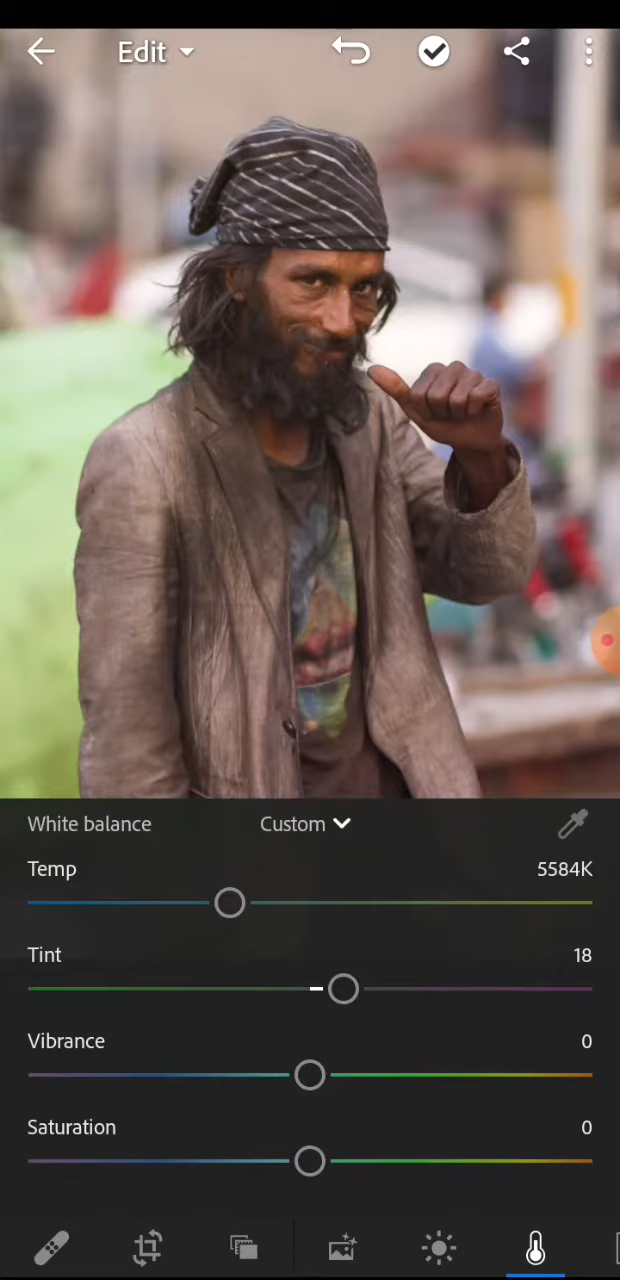 Edit
White balance Custom
Temp 5584K
Tint 18
Vibrance 0
Saturation 0